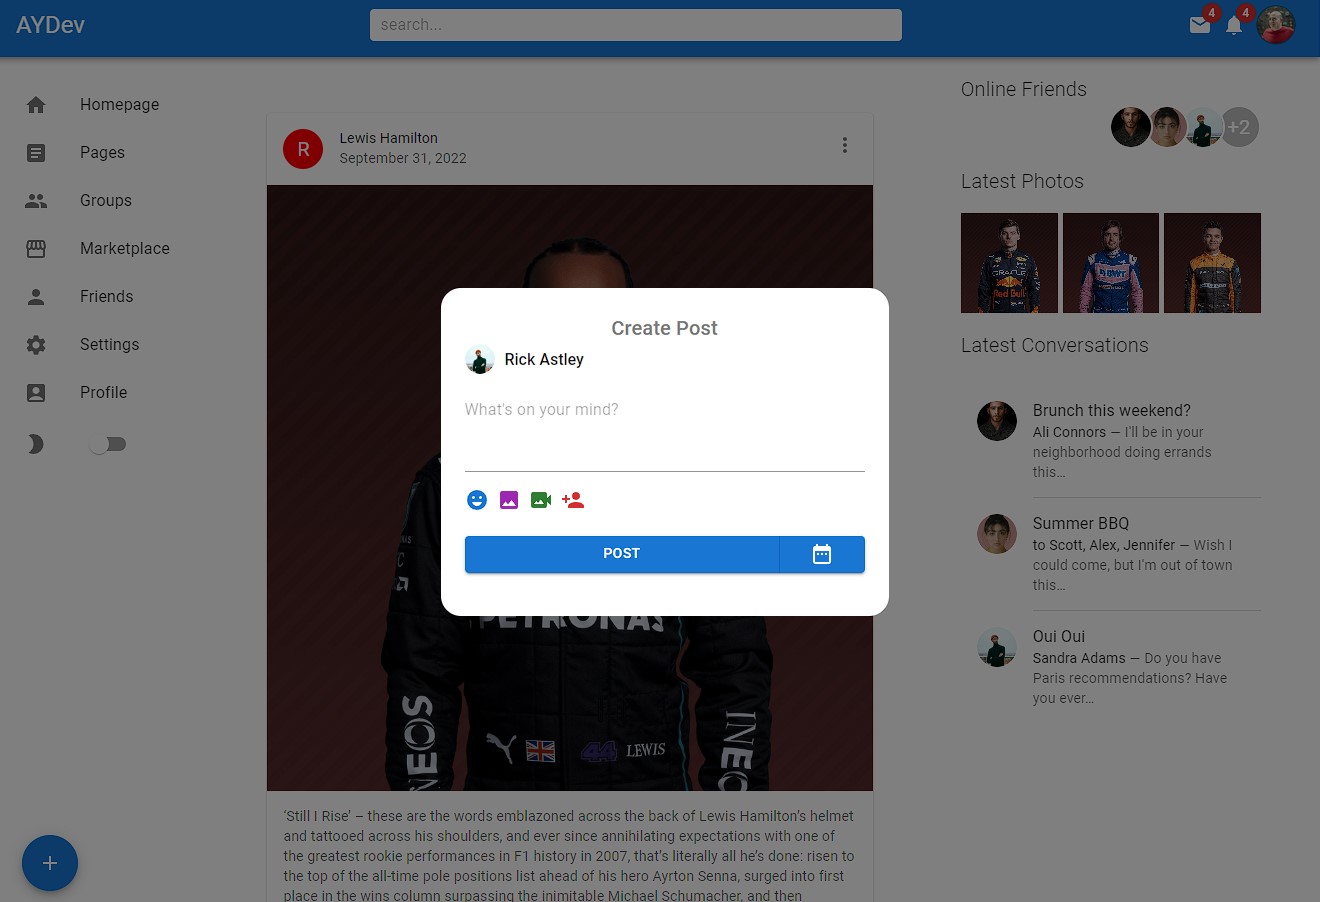 AYDev
search...
4
4
Homepage
Pages
Groups
Marketplace
Friends
Settings
Profile
R
Lewis Hamilton
September 31, 2022
Create Post
Rick Astley
What's on your mind?
POST
PETRONAS
INEOS
44
LEWIS
INEO
‘Still I Rise’ – these are the words emblazoned across the back of Lewis Hamilton’s helmet
and tattooed across his shoulders, and ever since annihilating expectations with one of
the greatest rookie performances in F1 history in 2007, that’s literally all he’s done: risen to
the top of the all-time pole positions list ahead of his hero Ayrton Senna, surged into first
place in the wins column surpassing the inimitable Michael Schumacher, and then
Online Friends
+2
Latest Photos
ORACLE
Red Bull
BWT
Latest Conversations
Brunch this weekend?
Ali Connors — I'll be in your
neighborhood doing errands
this…
Summer BBQ
to Scott, Alex, Jennifer — Wish I
could come, but I'm out of town
this…
Oui Oui
Sandra Adams — Do you have
Paris recommendations? Have
you ever…